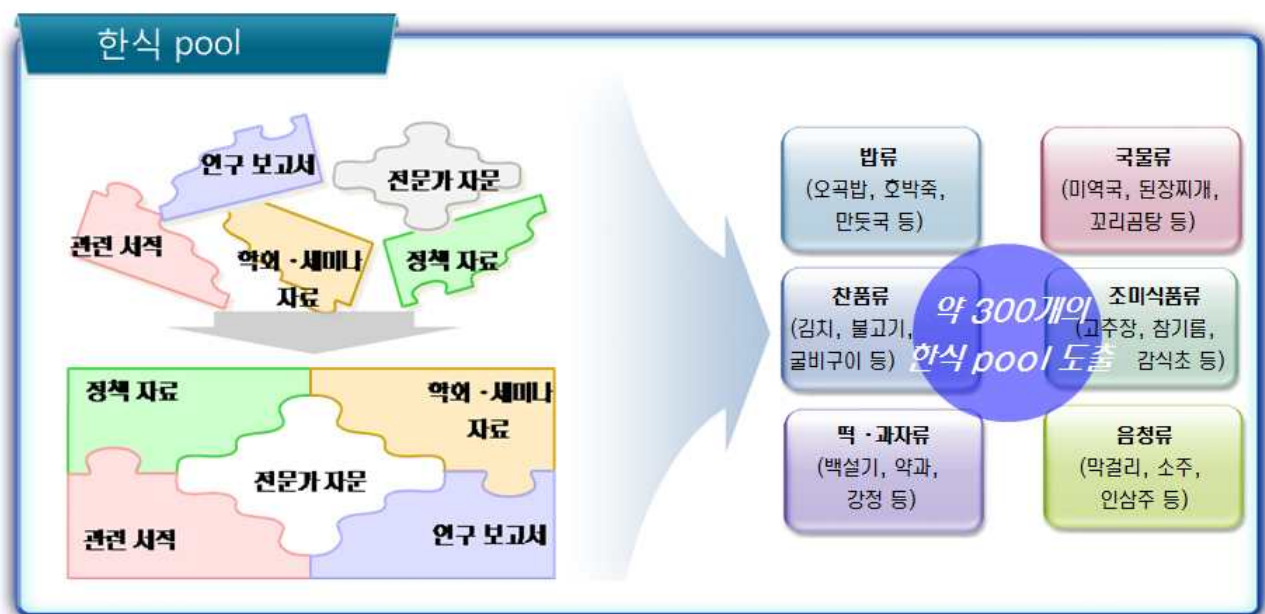 한식 pool
연구 보고서
전문가 자문
관련 서적
학회 · 세미나
자료
정책 자료
정책 자료
학회 · 세미나
자료
전문가 자문
관련 서적
연구 보고서
밥류
(오곡밥, 호박죽,
만둣국 등)
국물류
(미역국, 된장찌개,
꼬리곰탕 등)
찬품류
(김치, 불고기,
굴비구이 등)
약 300개의
한식 pool 도출
조미식품류
(고추장, 참기름,
감식초 등)
떡 · 과자류
(백설기, 약과,
강정 등)
음청류
(막걸리, 소주,
인삼주 등)